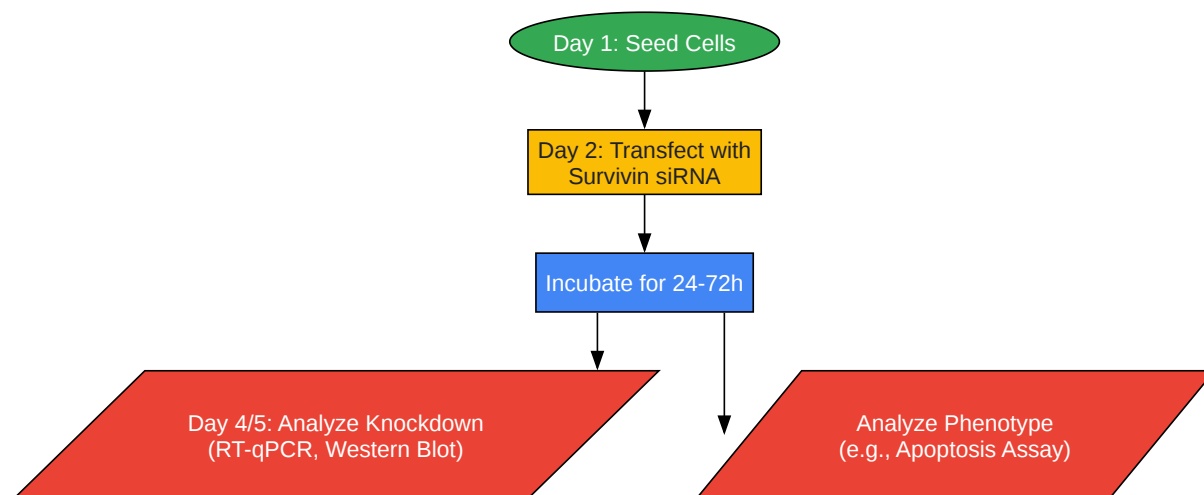 Day 1: Seed Cells
Day 2: Transfect with
Survivin siRNA
Incubate for 24-72h
Day 4/5: Analyze Knockdown
(RT-qPCR, Western Blot)
Analyze Phenotype
(e.g., Apoptosis Assay)